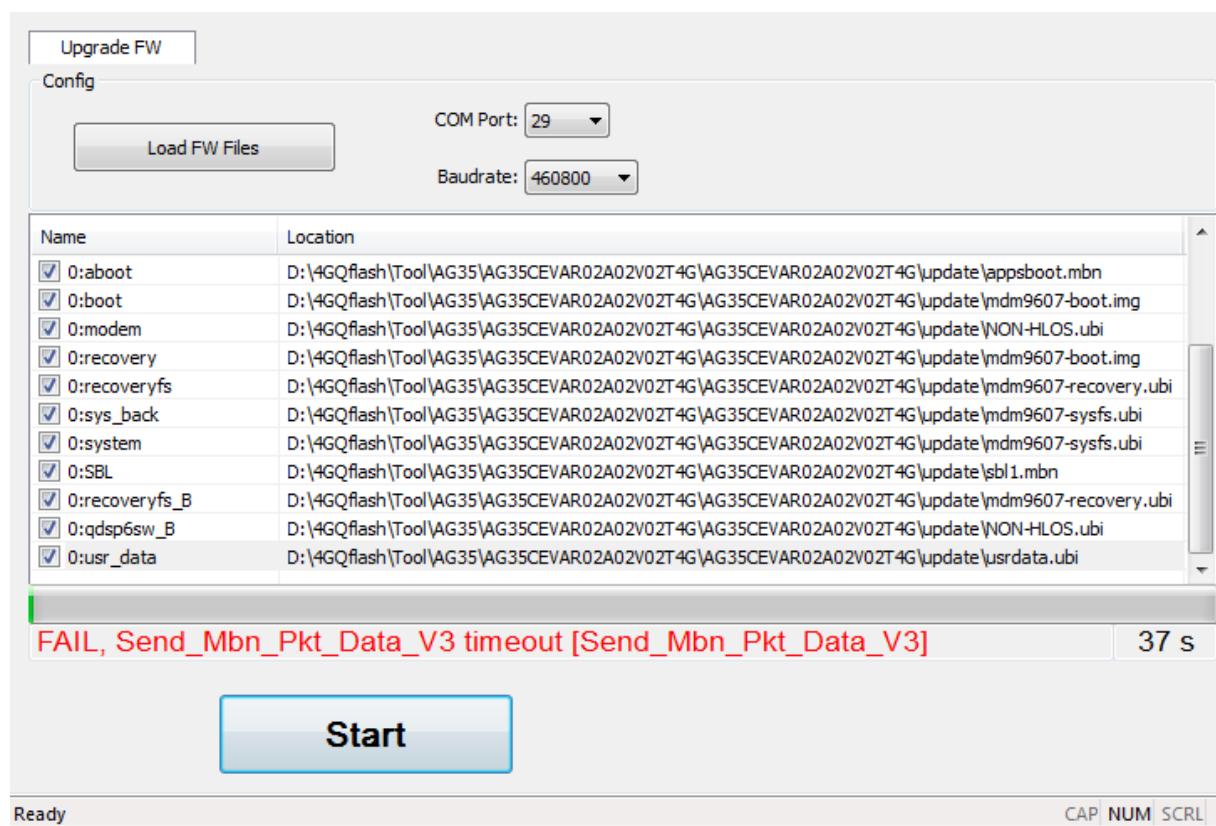 Upgrade FW
Config
Load FW Files
COM Port: 29
Baudrate: 460800
Name Location
0:aboot D:\4GQflash\Tool\AG35\AG35CEVAR02A02V02T4G\AG35CEVAR02A02V02T4G\update\appsboot.mbn
0:boot D:\4GQflash\Tool\AG35\AG35CEVAR02A02V02T4G\AG35CEVAR02A02V02T4G\update\mdm9607-boot.img
0:modem D:\4GQflash\Tool\AG35\AG35CEVAR02A02V02T4G\AG35CEVAR02A02V02T4G\update\NON-HLOS.ubi
0:recovery D:\4GQflash\Tool\AG35\AG35CEVAR02A02V02T4G\AG35CEVAR02A02V02T4G\update\mdm9607-boot.img
0:recoveryfs D:\4GQflash\Tool\AG35\AG35CEVAR02A02V02T4G\AG35CEVAR02A02V02T4G\update\mdm9607-recovery.ubi
0:sys_back D:\4GQflash\Tool\AG35\AG35CEVAR02A02V02T4G\AG35CEVAR02A02V02T4G\update\mdm9607-sysfs.ubi
0:system D:\4GQflash\Tool\AG35\AG35CEVAR02A02V02T4G\AG35CEVAR02A02V02T4G\update\mdm9607-sysfs.ubi
0:SBL D:\4GQflash\Tool\AG35\AG35CEVAR02A02V02T4G\AG35CEVAR02A02V02T4G\update\sbl1.mbn
0:recoveryfs_B D:\4GQflash\Tool\AG35\AG35CEVAR02A02V02T4G\AG35CEVAR02A02V02T4G\update\mdm9607-recovery.ubi
0:qdsp6sw_B D:\4GQflash\Tool\AG35\AG35CEVAR02A02V02T4G\AG35CEVAR02A02V02T4G\update\NON-HLOS.ubi
0:usr_data D:\4GQflash\Tool\AG35\AG35CEVAR02A02V02T4G\AG35CEVAR02A02V02T4G\update\usrdata.ubi
FAIL, Send_Mbn_Pkt_Data_V3 timeout [Send_Mbn_Pkt_Data_V3] 37 s
Start
Ready CAP NUM SCRL